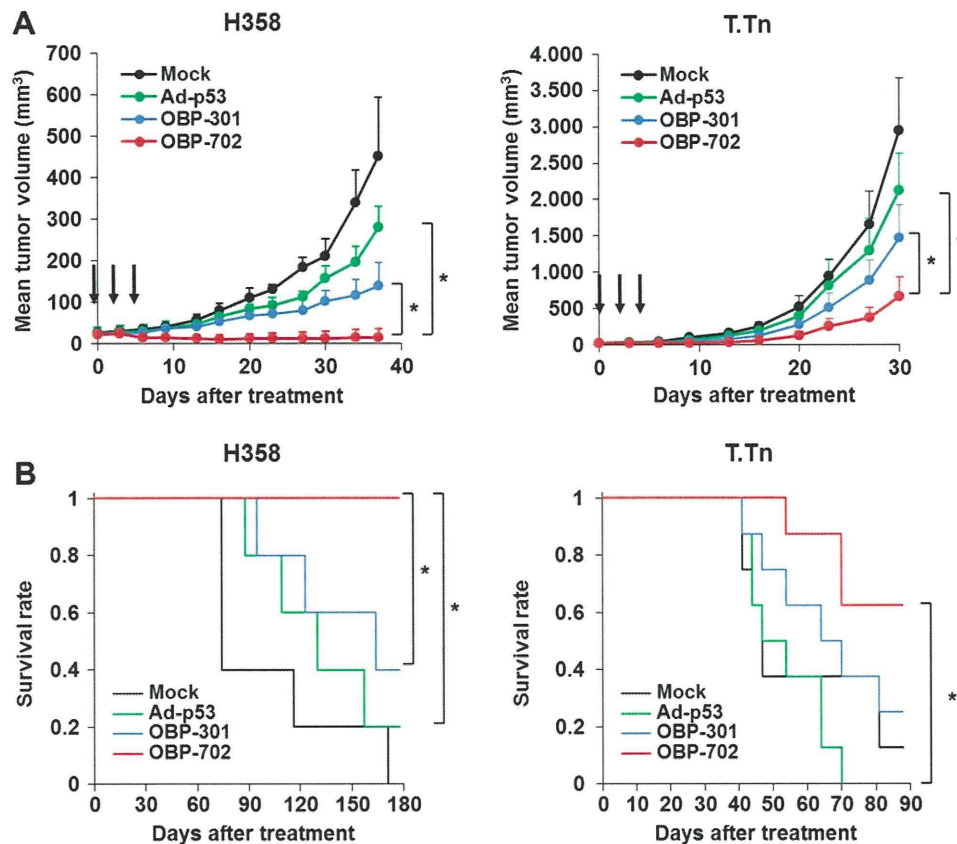 A
H358
Mean tumor volume (mm³)
700
600
500
400
300
200
100
0
Mock
Ad-p53
OBP-301
OBP-702
*
*
0
10
20
30
40
Days after treatment
T.Tn
Mean tumor volume (mm³)
4.000
3.500
3.000
2.500
2.000
1.500
1.000
500
0
Mock
Ad-p53
OBP-301
OBP-702
*
*
0
10
20
30
Days after treatment
B
H358
Survival rate
1
0.8
0.6
0.4
0.2
0
Mock
Ad-p53
OBP-301
OBP-702
*
*
0
30
60
90
120
150
180
Days after treatment
T.Tn
Survival rate
1
0.8
0.6
0.4
0.2
0
Mock
Ad-p53
OBP-301
OBP-702
*
0
10
20
30
40
50
60
70
80
90
Days after treatment